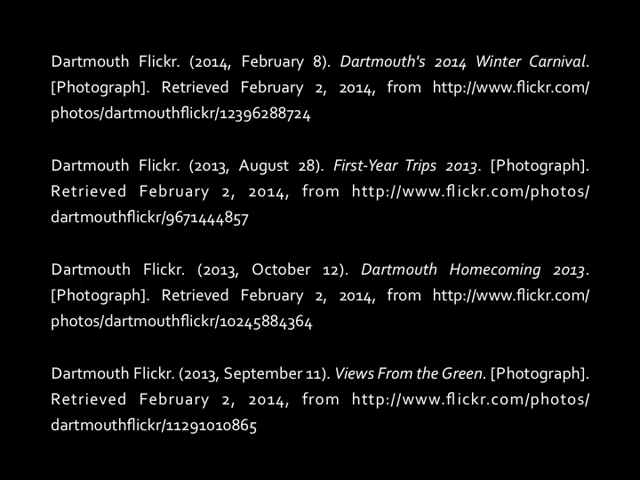 Dartmouth Flickr. (2014, February 8). Dartmouth's 2014 Winter Carnival.
[Photograph]. Retrieved February 2, 2014, from http://www.flickr.com/
photos/dartmouthflickr/12396288724
Dartmouth Flickr. (2013, August 28). First-Year Trips 2013. [Photograph].
Retrieved February 2, 2014, from http://www.flickr.com/photos/
dartmouthflickr/9671444857
Dartmouth Flickr. (2013, October 12). Dartmouth Homecoming 2013.
[Photograph]. Retrieved February 2, 2014, from http://www.flickr.com/
photos/dartmouthflickr/10245884364
Dartmouth Flickr. (2013, September 11). Views From the Green. [Photograph].
Retrieved February 2, 2014, from http://www.flickr.com/photos/
dartmouthflickr/11291010865